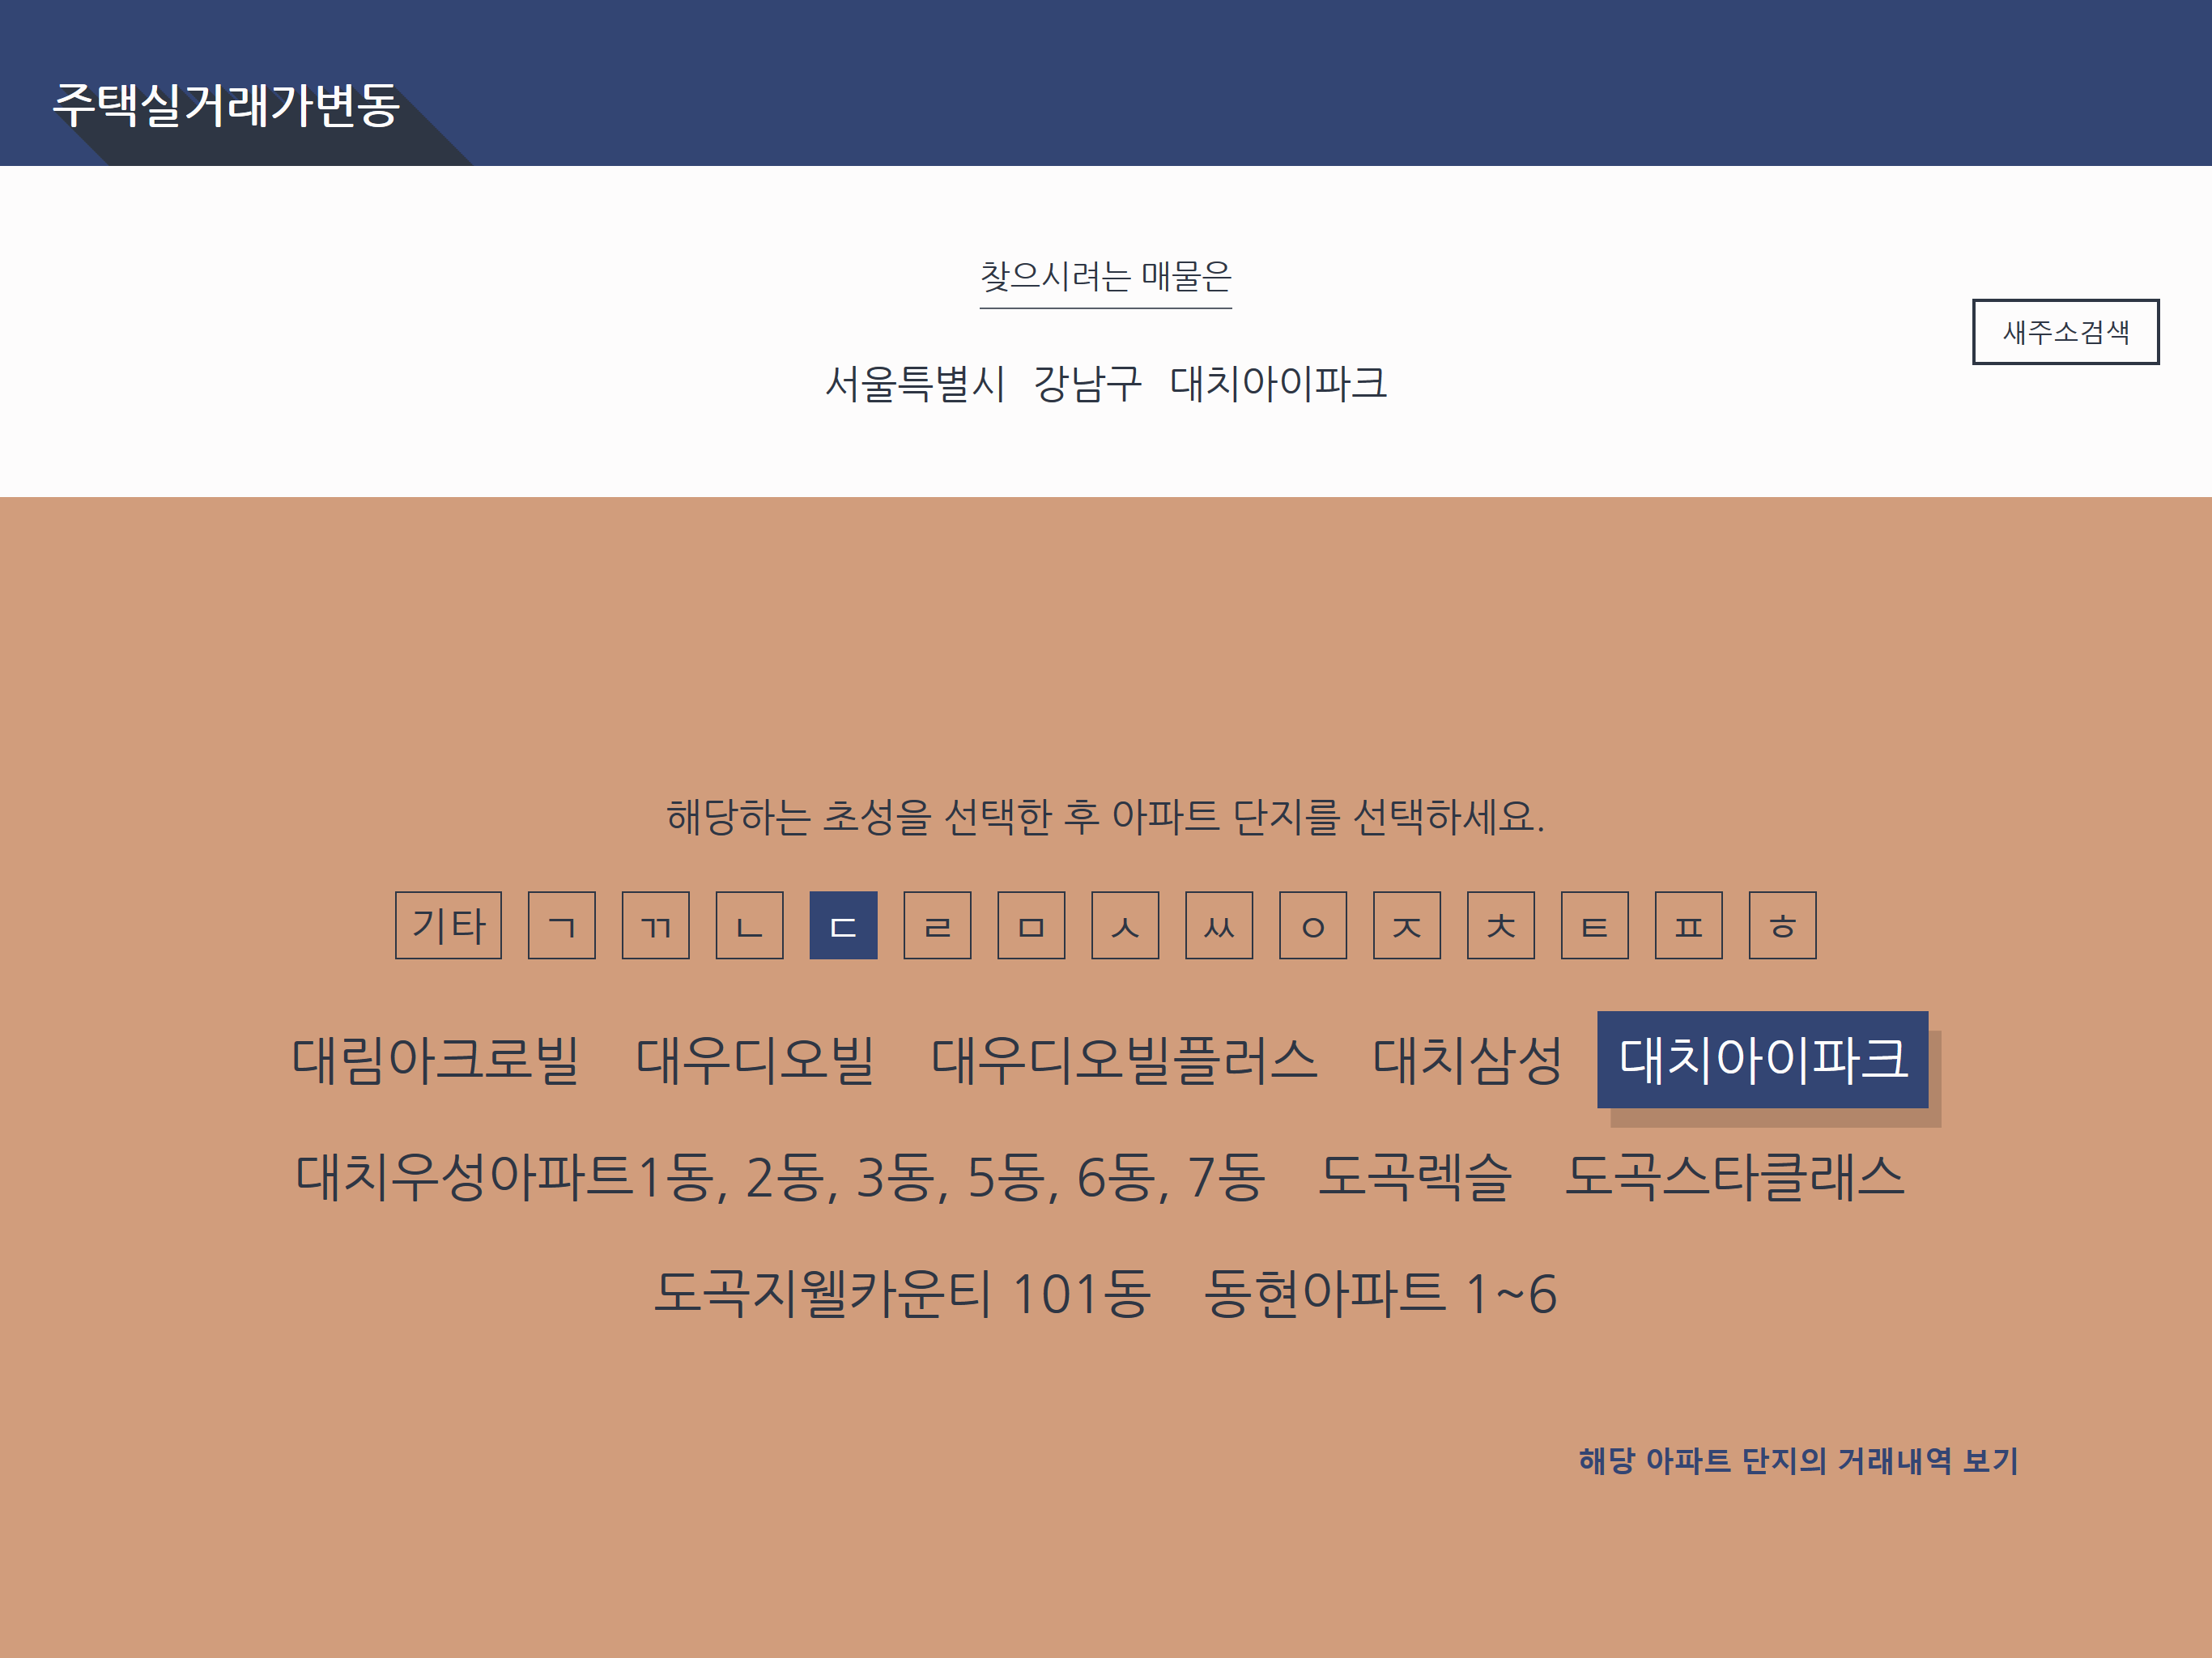 주택실거래가변동
찾으시려는 매물은
새주소검색
서울특별시 강남구 대치아이파크
해당하는 초성을 선택한 후 아파트 단지를 선택하세요.
기타 ㄱ ㄲ ㄴ ㄷ ㄹ ㅁ ㅅ ㅆ ㅇ ㅈ ㅊ ㅌ ㅍ ㅎ
대림아크로빌 대우디오빌 대우디오빌플러스 대치삼성 대치아이파크
대치우성아파트1동, 2동, 3동, 5동, 6동, 7동 도곡렉슬 도곡스타클래스
도곡지웰카운티 101동 동현아파트 1~6
해당 아파트 단지의 거래내역 보기